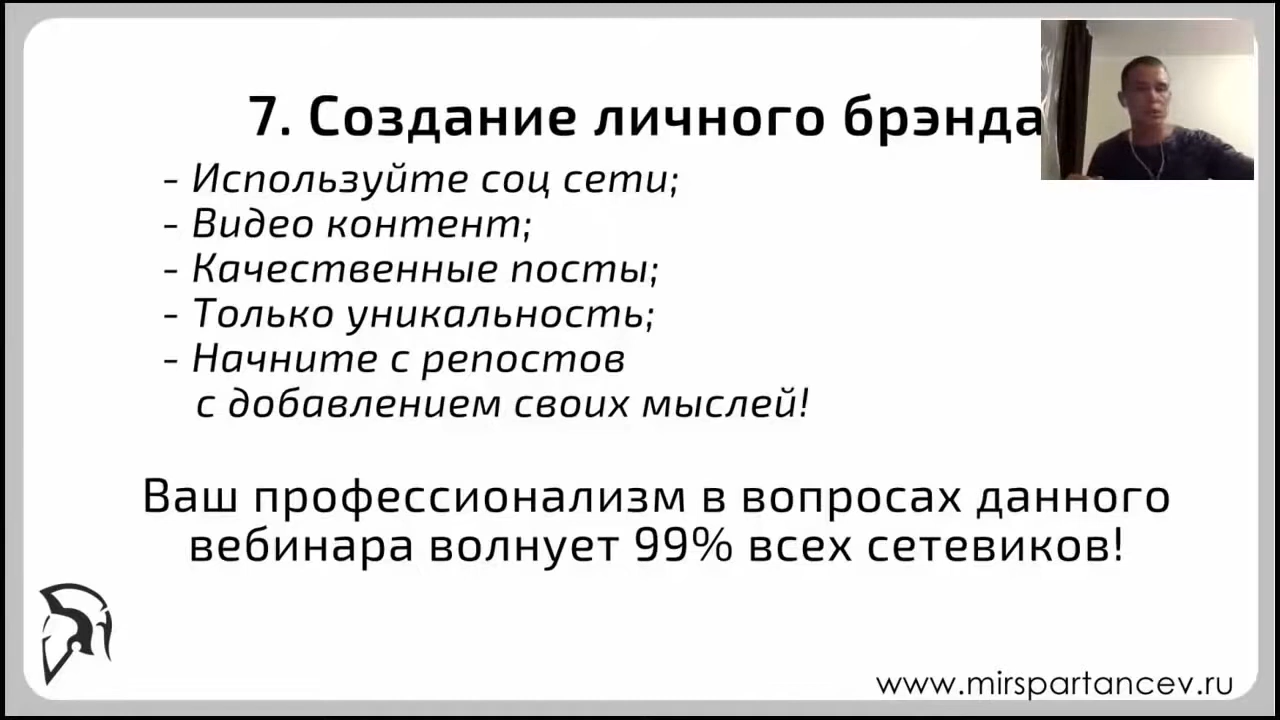 7. Создание личного брэнда
- Используйте соц сети;
- Видео контент;
- Качественные посты;
- Только уникальность;
- Начните с репостов
с добавлением своих мыслей!
Ваш профессионализм в вопросах данного
вебинара волнует 99% всех сетевиков!
www.mirspartancev.ru